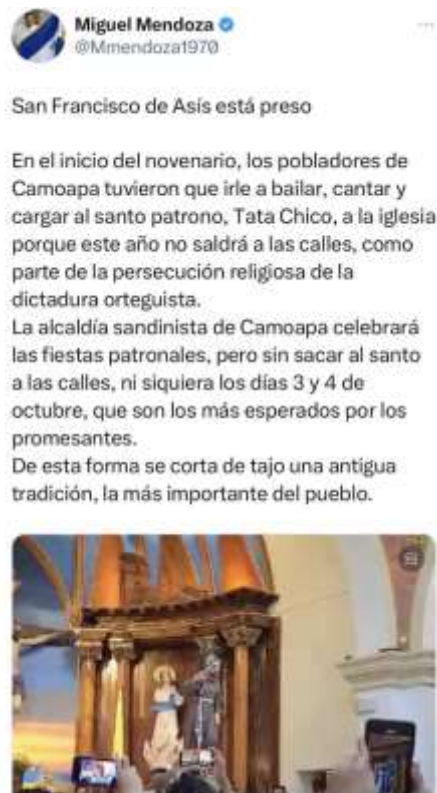 Miguel Mendoza
@Mmendoza1970
San Francisco de Asís está preso
En el inicio del novenario, los pobladores de
Camoapa tuvieron que irle a bailar, cantar y
cargar al santo patrono, Tata Chico, a la iglesia
porque este año no saldrá a las calles, como
parte de la persecución religiosa de la
dictadura orteguista.
La alcaldía sandinista de Camoapa celebrará
las fiestas patronales, pero sin sacar al santo
a las calles, ni siquiera los días 3 y 4 de
octubre, que son los más esperados por los
promesantes.
De esta forma se corta de tajo una antigua
tradición, la más importante del pueblo.